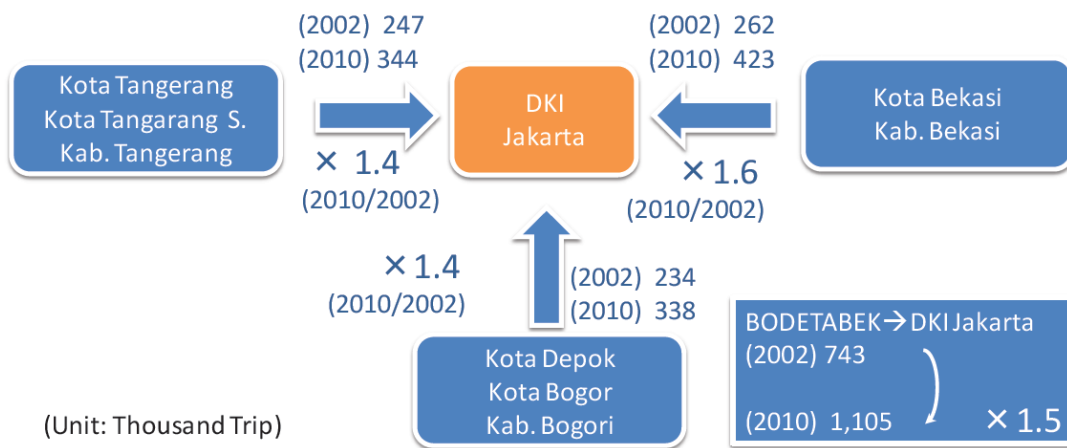 (2002) 247
(2010) 344
(2002) 262
(2010) 423
Kota Tangerang
Kota Tangarang S.
Kab. Tangerang
DKI
Jakarta
Kota Bekasi
Kab. Bekasi
× 1.4
(2010/2002)
× 1.6
(2010/2002)
× 1.4
(2010/2002)
(2002) 234
(2010) 338
Kota Depok
Kota Bogor
Kab. Bogori
BODETABEK→DKI Jakarta
(2002) 743
(2010) 1,105
× 1.5
(Unit: Thousand Trip)